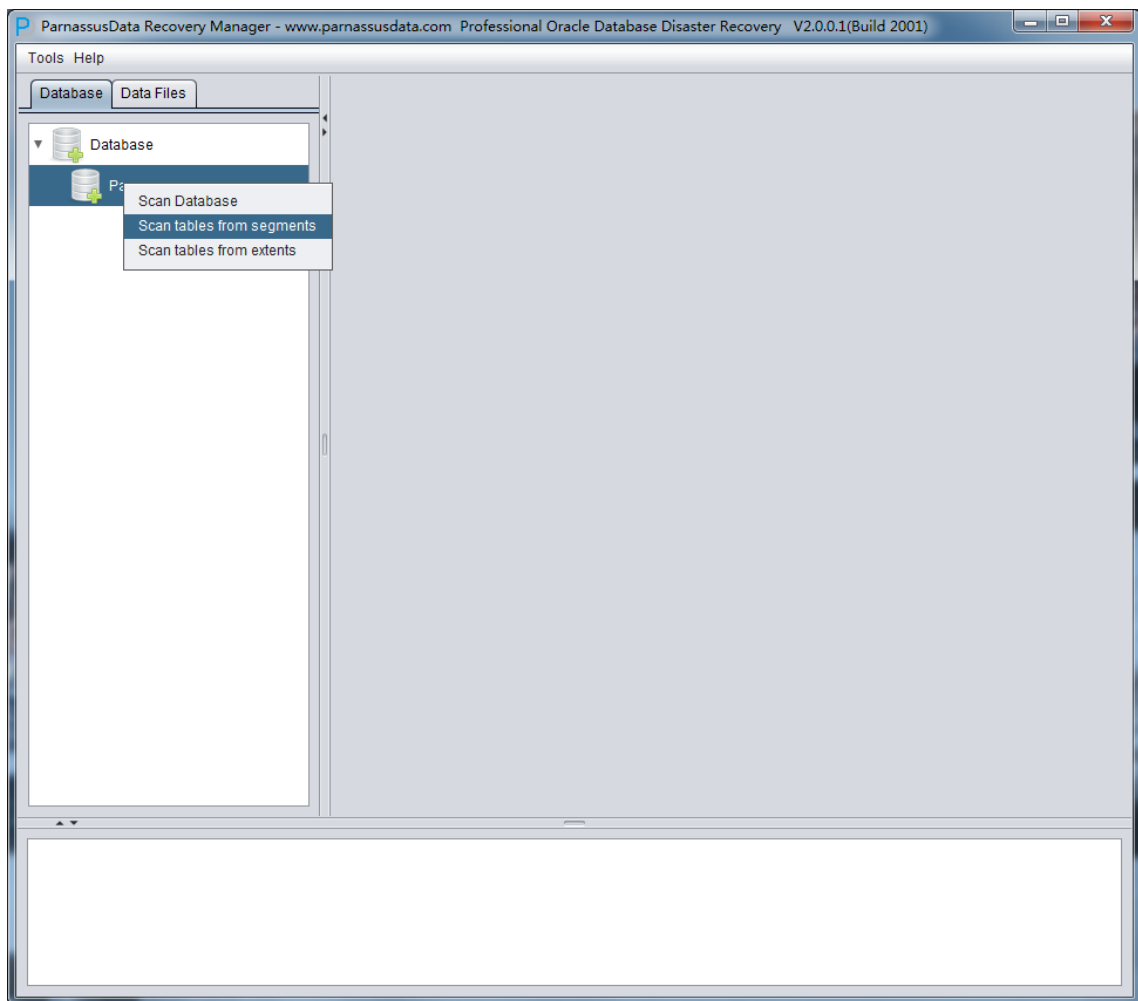 P ParnassusData Recovery Manager - www.parnassusdata.com Professional Oracle Database Disaster Recovery V2.0.0.1(Build 2001)
Tools Help
Database Data Files
Database
Scan Database
Scan tables from segments
Scan tables from extents